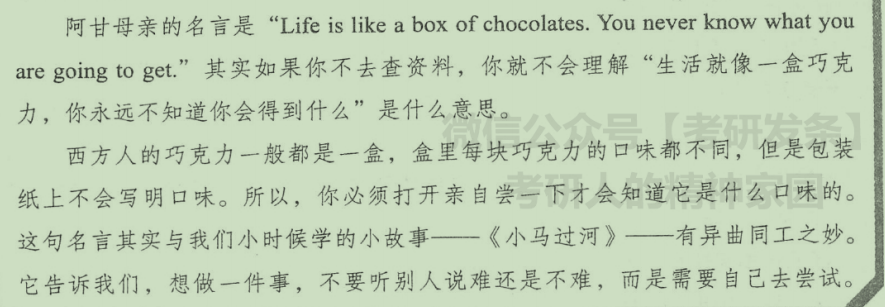 阿甘母亲的名言是“Life is like a box of chocolates. You never know what you
are going to get.”其实如果你不去查资料，你就不会理解“生活就像一盒巧克
力，你永远不知道你会得到什么”是什么意思。
微信公众号【考研发条】
西方人的巧克力一般都是一盒，盒里每块巧克力的口味都不同，但是包装
纸上不会写明口味。所以，你必须打开亲自尝一下才会知道它是什么口味的。
考研人的精神家园
这句名言其实与我们小时候学的小故事——《小马过河》——有异曲同工之妙。
它告诉我们，想做一件事，不要听别人说难还是不难，而是需要自己去尝试。